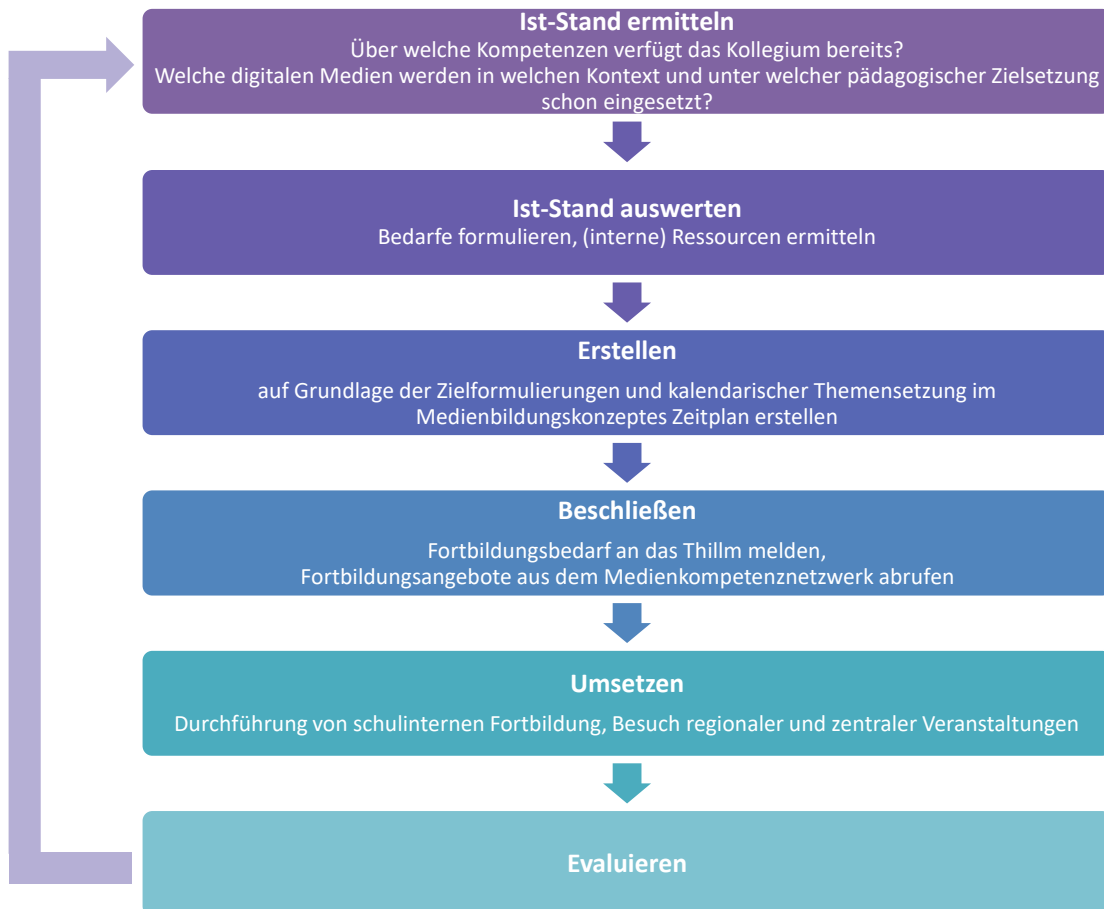 Ist-Stand ermitteln
Über welche Kompetenzen verfügt das Kollegium bereits?
Welche digitalen Medien werden in welchen Kontext und unter welcher pädagogischer Zielsetzung
schon eingesetzt?
Ist-Stand auswerten
Bedarfe formulieren, (interne) Ressourcen ermitteln
Erstellen
auf Grundlage der Zielformulierungen und kalendarischer Themensetzung im
Medienbildungskonzeptes Zeitplan erstellen
Beschließen
Fortbildungsbedarf an das Thillm melden,
Fortbildungsangebote aus dem Medienkompetenznetzwerk abrufen
Umsetzen
Durchführung von schulinternen Fortbildung, Besuch regionaler und zentraler Veranstaltungen
Evaluieren